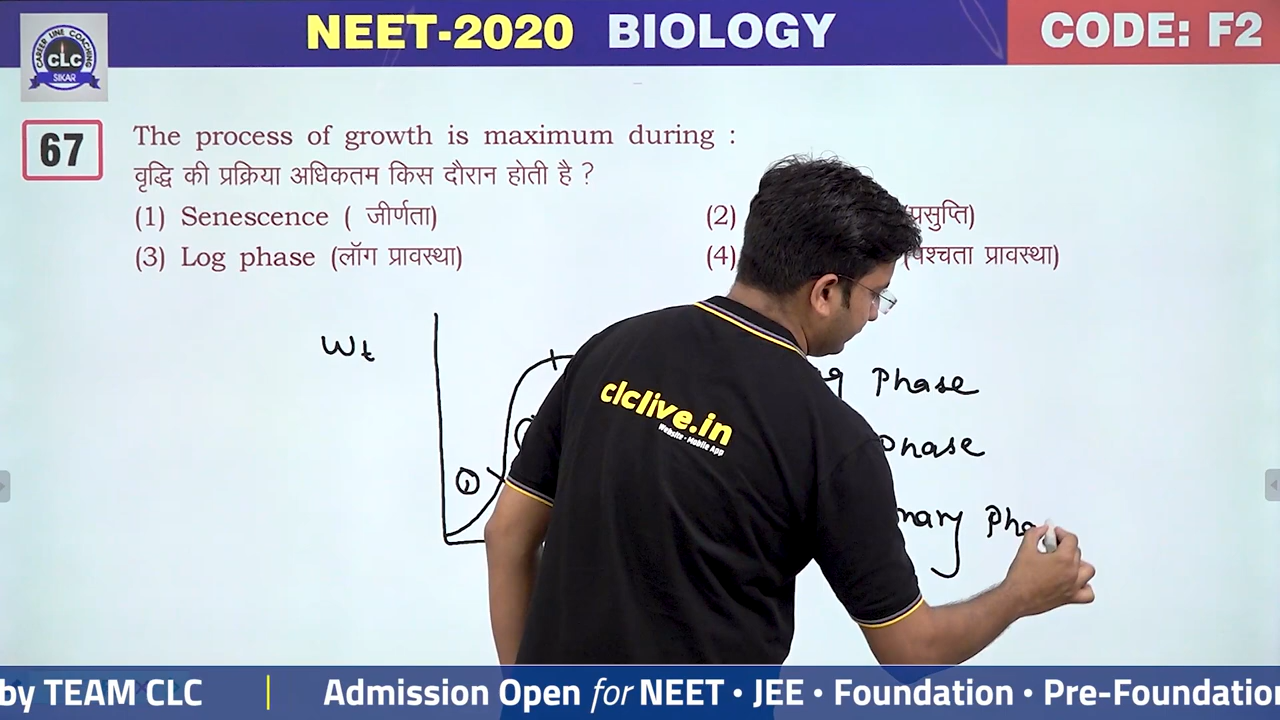 NEET-2020 BIOLOGY
CODE: F2
CAREER LINE COACHING
CLC
SIKAR
67
The process of growth is maximum during :
वृद्धि की प्रक्रिया अधिकतम किस दौरान होती है ?
(1) Senescence ( जीर्णता)
(2) प्रसुप्ति)
(3) Log phase (लॉग प्रावस्था)
(4) (पश्चता प्रावस्था)
Wt
Phase
Phase
1
clclive.in
Website • Mobile App
by TEAM CLC | Admission Open for NEET • JEE • Foundation • Pre-Foundation